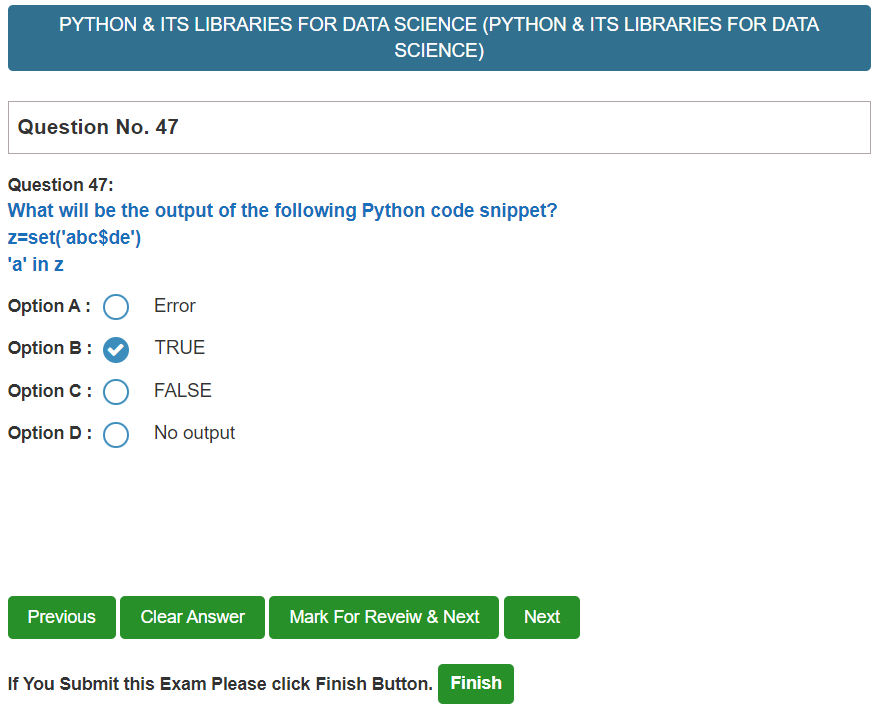 PYTHON & ITS LIBRARIES FOR DATA SCIENCE (PYTHON & ITS LIBRARIES FOR DATA
SCIENCE)
Question No. 47
Question 47:
What will be the output of the following Python code snippet?
z=set('abc$de')
'a' in z
Option A : Error
Option B : TRUE
Option C : FALSE
Option D : No output
Previous Clear Answer Mark For Reveiw & Next Next
If You Submit this Exam Please click Finish Button. Finish